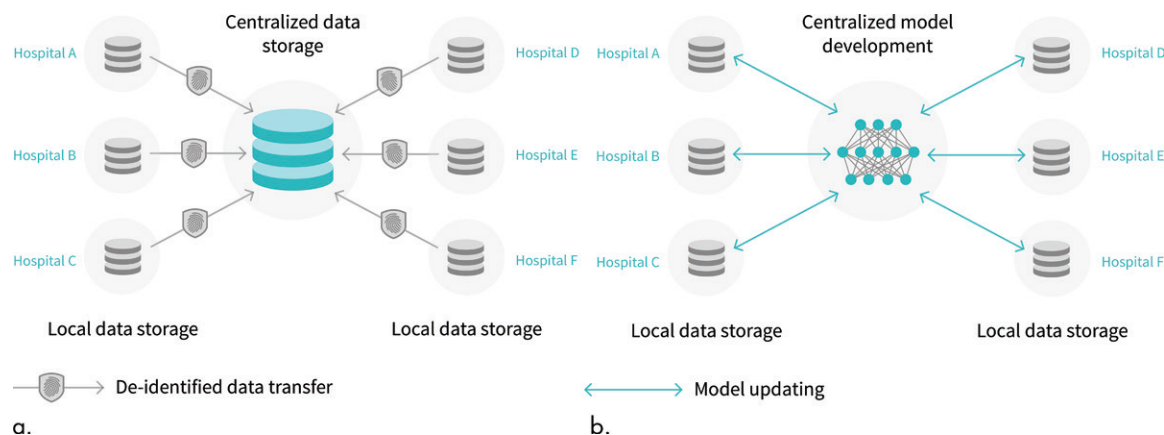 Centralized data
storage
Hospital A
Hospital D
Hospital B
Hospital E
Hospital C
Hospital F
Local data storage
Local data storage
De-identified data transfer
a.
Centralized model
development
Hospital A
Hospital D
Hospital B
Hospital E
Hospital C
Hospital F
Local data storage
Local data storage
Model updating
b.